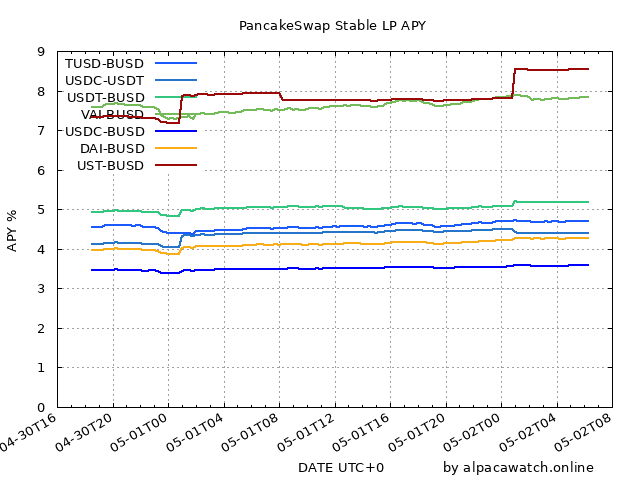 PancakeSwap Stable LP APY
9
8
7
6
5
4
3
2
1
0
APY %
TUSD-BUSD
USDC-USDT
USDT-BUSD
VAI-BUSD
USDC-BUSD
DAI-BUSD
UST-BUSD
04-30T16
04-30T20
05-01T00
05-01T04
05-01T08
05-01T12
05-01T16
05-01T20
05-02T00
05-02T04
05-02T08
DATE UTC+0
by alpacawatch.online